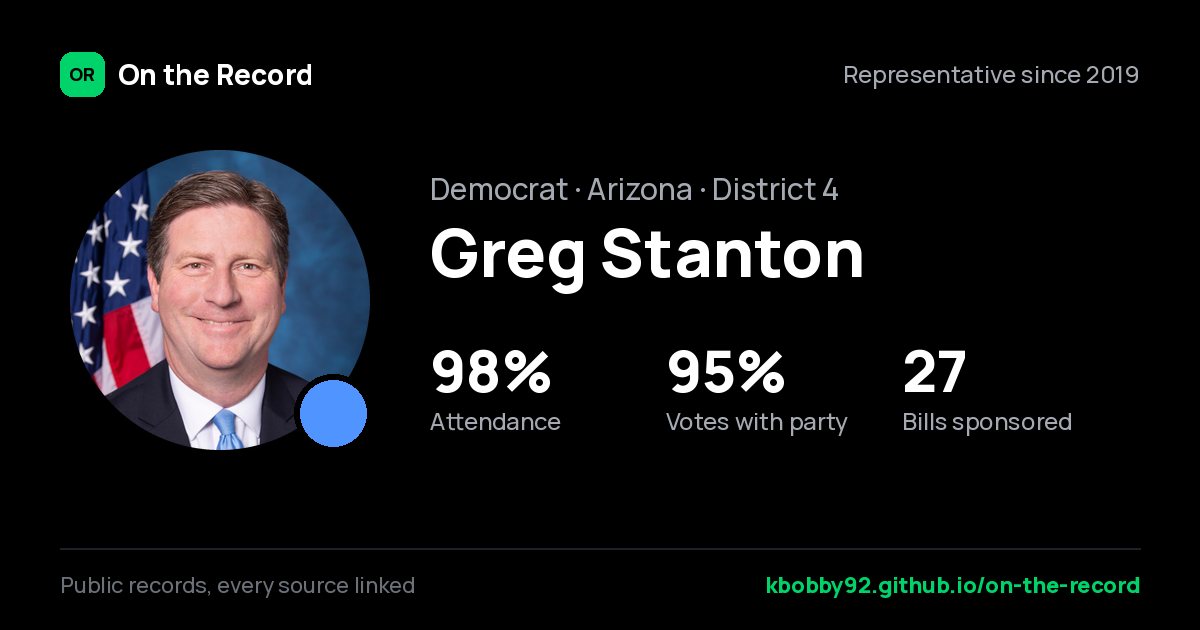 OR On the Record
Representative since 2019
Democrat · Arizona · District 4
Greg Stanton
98% 95% 27
Attendance Votes with party Bills sponsored
Public records, every source linked
kbobby92.github.io/on-the-record